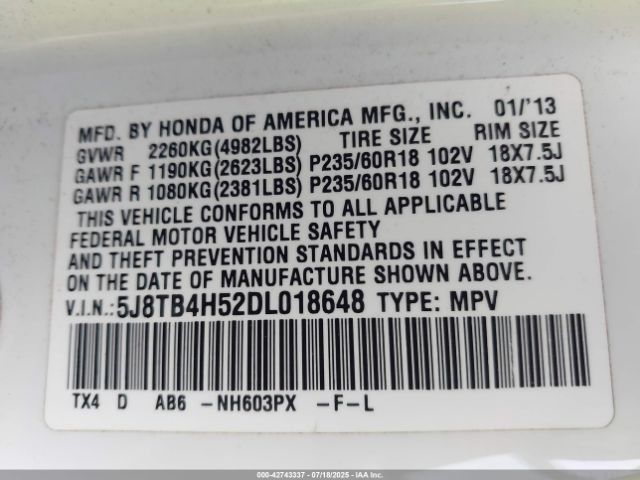 MFD. BY HONDA OF AMERICA MFG., INC. 01/'13
GVWR 2260KG(4982LBS) TIRE SIZE RIM SIZE
GAWR F 1190KG(2623LBS) P235/60R18 102V 18X7.5J
GAWR R 1080KG(2381LBS) P235/60R18 102V 18X7.5J
THIS VEHICLE CONFORMS TO ALL APPLICABLE
FEDERAL MOTOR VEHICLE SAFETY
AND THEFT PREVENTION STANDARDS IN EFFECT
ON THE DATE OF MANUFACTURE SHOWN ABOVE.
V.I.N.:5J8TB4H52DL018648 TYPE: MPV
TX4 D AB6 -NH603PX -F-L
000-42743337 - 07/18/2025 - IAAI.COM